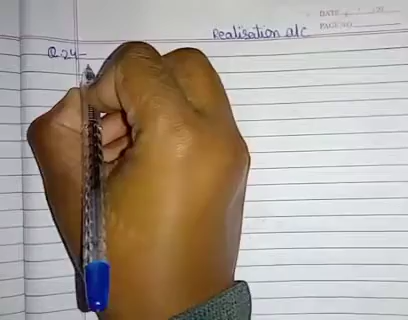 DATE
PAGE NO.
Realisation a/c
Q.24-